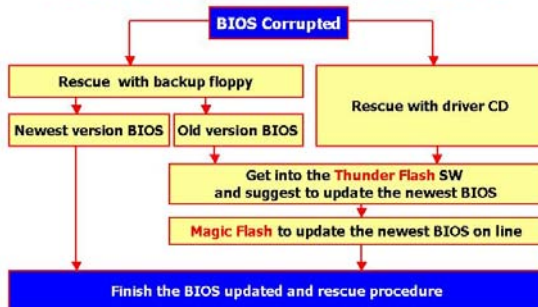 BIOS Corrupted
Rescue with backup floppy
Rescue with driver CD
Newest version BIOS
Old version BIOS
Get into the Thunder Flash SW
and suggest to update the newest BIOS
Magic Flash to update the newest BIOS on line
Finish the BIOS updated and rescue procedure